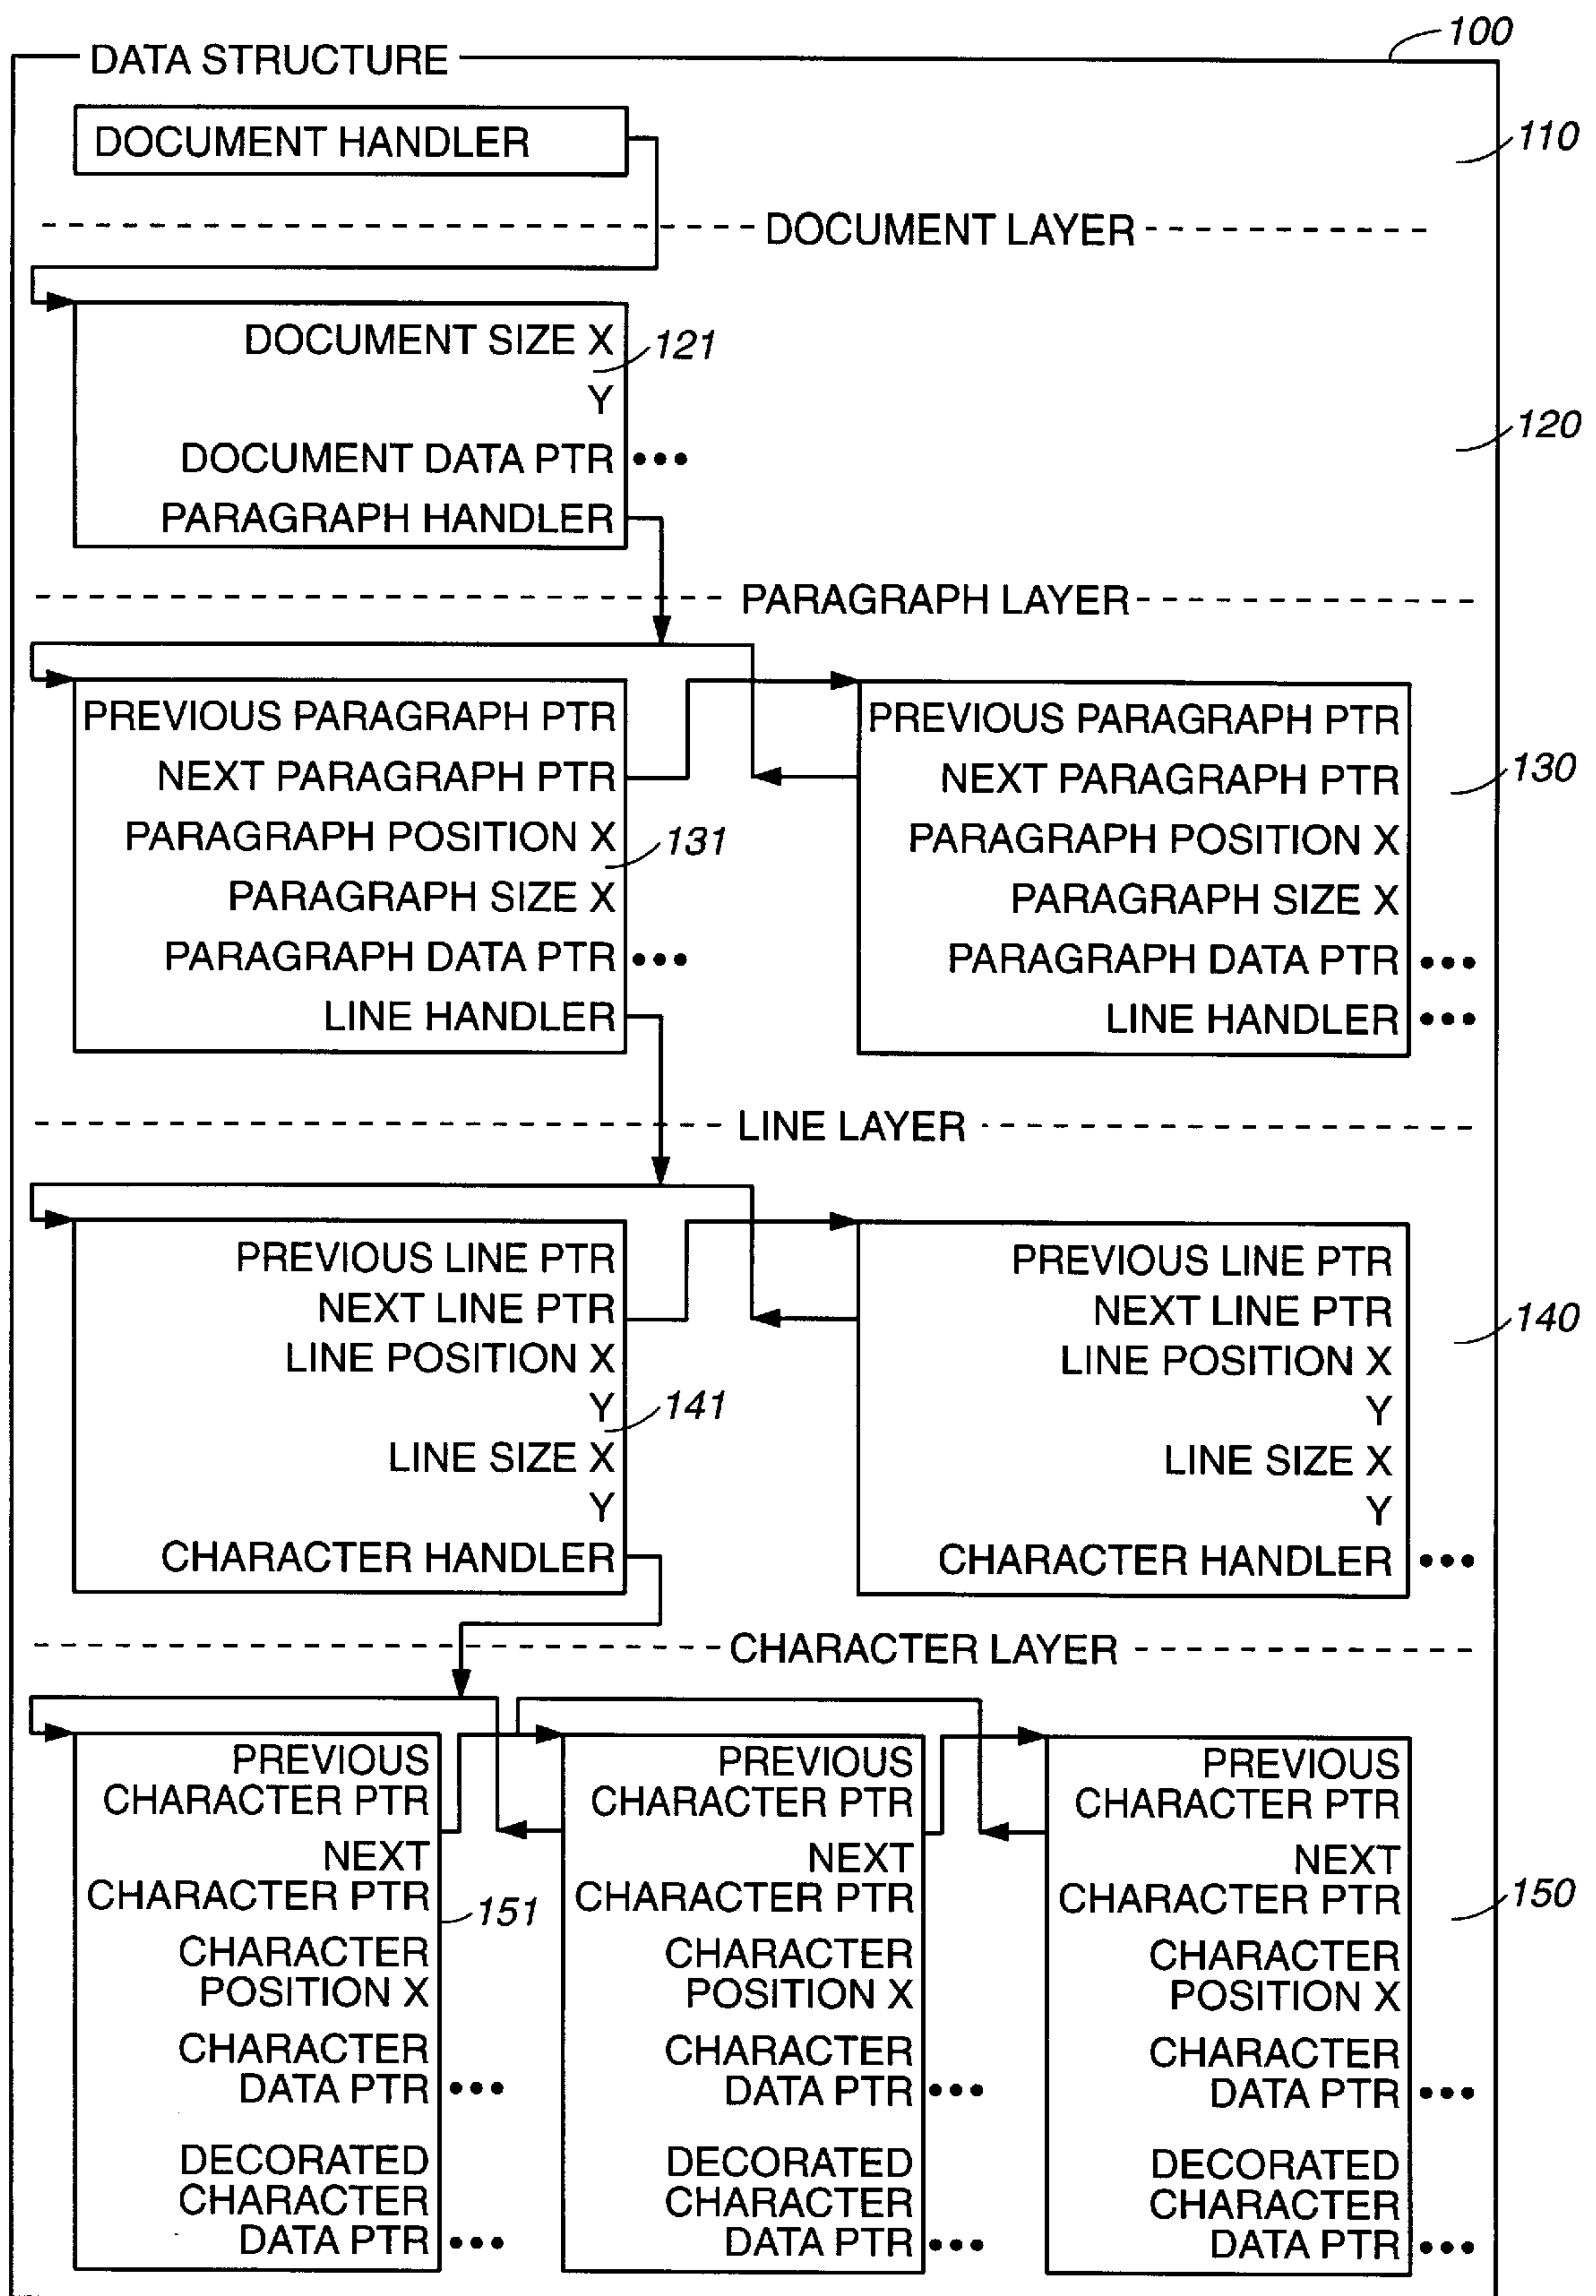 100
DATA STRUCTURE
DOCUMENT HANDLER
110
DOCUMENT LAYER
DOCUMENT SIZE X
121
Y
120
DOCUMENT DATA PTR •••
PARAGRAPH HANDLER
PARAGRAPH LAYER
PREVIOUS PARAGRAPH PTR
NEXT PARAGRAPH PTR
PARAGRAPH POSITION X
131
PARAGRAPH SIZE X
PARAGRAPH DATA PTR •••
LINE HANDLER
PREVIOUS PARAGRAPH PTR
NEXT PARAGRAPH PTR
130
PARAGRAPH POSITION X
PARAGRAPH SIZE X
PARAGRAPH DATA PTR •••
LINE HANDLER •••
LINE LAYER
PREVIOUS LINE PTR
NEXT LINE PTR
LINE POSITION X
Y
141
LINE SIZE X
Y
CHARACTER HANDLER
PREVIOUS LINE PTR
NEXT LINE PTR
140
LINE POSITION X
Y
LINE SIZE X
Y
CHARACTER HANDLER •••
CHARACTER LAYER
PREVIOUS
CHARACTER PTR
NEXT
CHARACTER PTR
151
CHARACTER
POSITION X
CHARACTER
DATA PTR •••
DECORATED
CHARACTER
DATA PTR •••
PREVIOUS
CHARACTER PTR
NEXT
CHARACTER PTR
CHARACTER
POSITION X
CHARACTER
DATA PTR •••
DECORATED
CHARACTER
DATA PTR •••
PREVIOUS
CHARACTER PTR
NEXT
CHARACTER PTR
150
CHARACTER
POSITION X
CHARACTER
DATA PTR •••
DECORATED
CHARACTER
DATA PTR •••